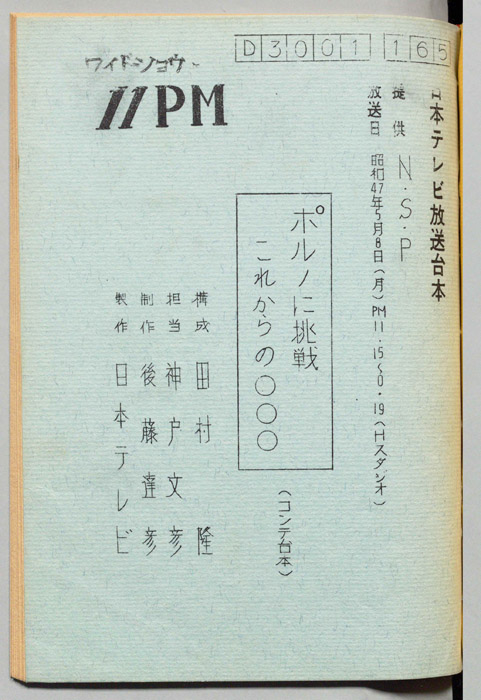 D3001 165
ワイドショウ
11PM
日本テレビ放送台本
提供 N・S・P
放送日 昭和47年5月8日(月)PM11・15〜0・19(Hスタジオ)
ポルノに挑戦
これからの〇〇〇
(コンテ台本)
構成 田村 隆
担当 神戸文彦
制作 後藤達彦
製作 日本テレビ